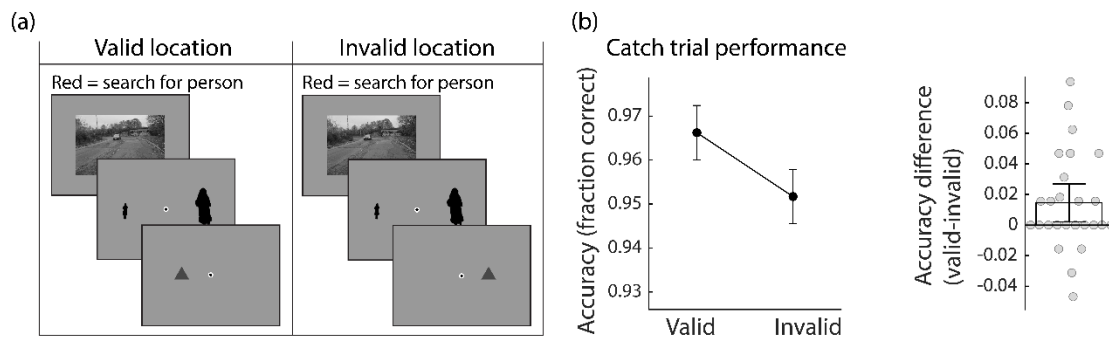 (a)
Valid location
Invalid location
Red = search for person
Red = search for person
(b)
Catch trial performance
Accuracy (fraction correct)
0.97
0.96
0.95
0.94
0.93
Valid
Invalid
Accuracy difference
(valid-invalid)
0.08
0.06
0.04
0.02
0
-0.02
-0.04